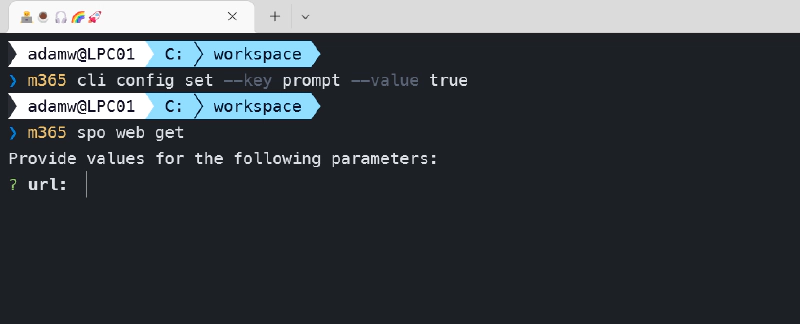 adamw@LPC01 C: workspace
❯ m365 cli config set --key prompt --value true
adamw@LPC01 C: workspace
❯ m365 spo web get
Provide values for the following parameters:
? url: